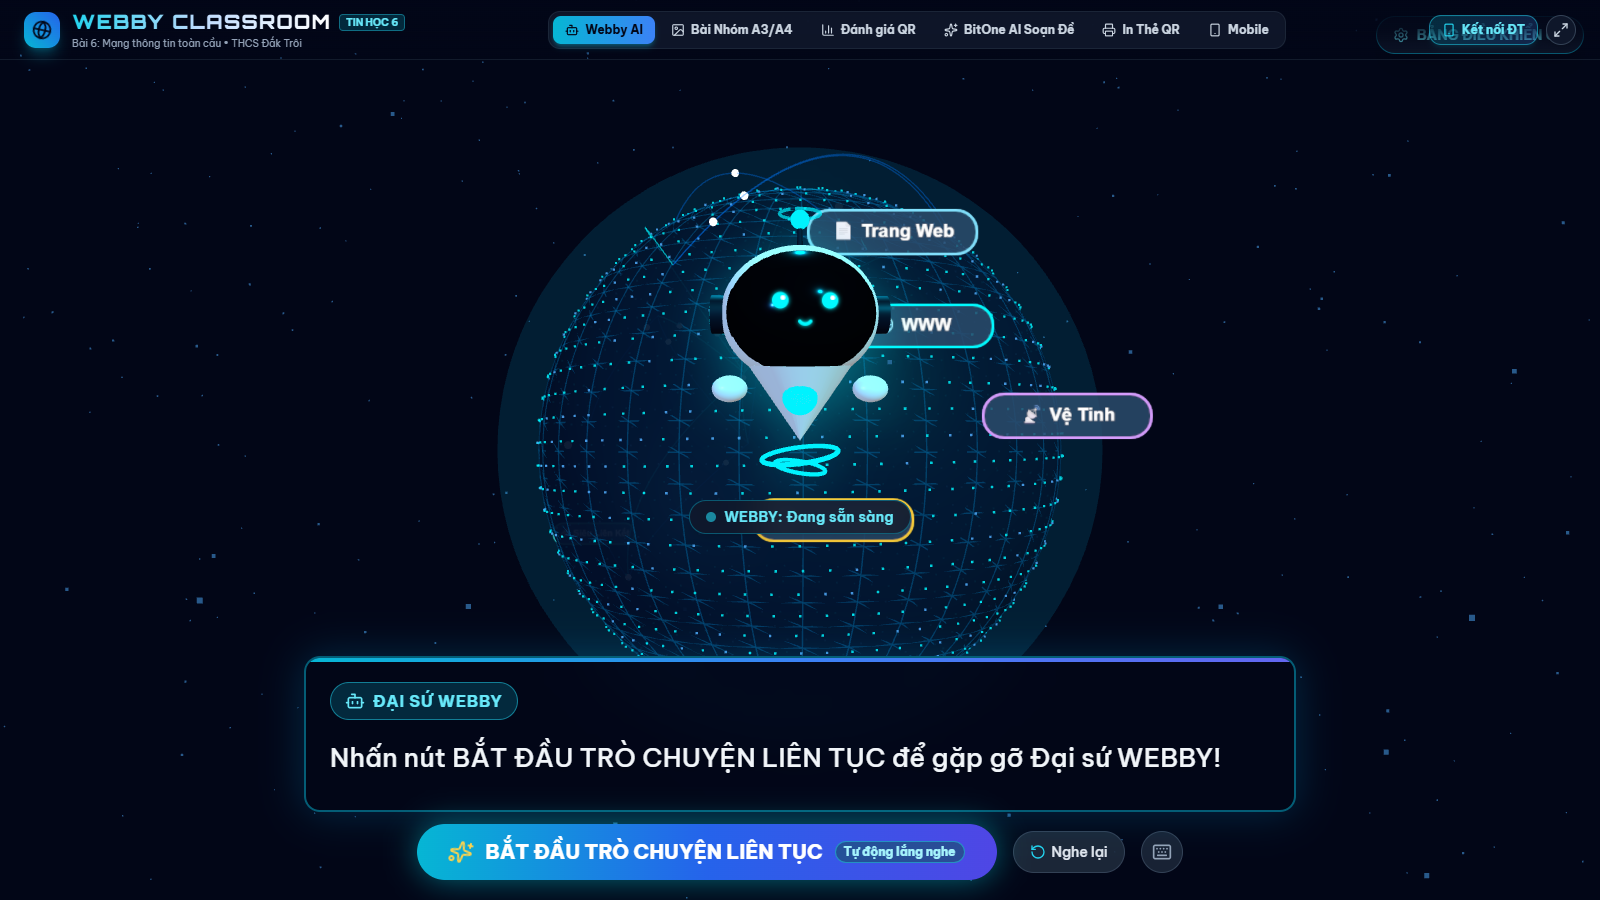 WEBBY CLASSROOM TIN HỌC 6
Bài 6: Mạng thông tin toàn cầu • THCS Đắk Trôi
Webby AI
Bài Nhóm A3/A4
Đánh giá QR
BitOne AI Soạn Đề
In Thẻ QR
Mobile
BẢNG ĐIỀU KHIỂN
Kết nối ĐT
Trang Web
WWW
Vệ Tinh
WEBBY: Đang sẵn sàng
ĐẠI SỨ WEBBY
Nhấn nút BẮT ĐẦU TRÒ CHUYỆN LIÊN TỤC để gặp gỡ Đại sứ WEBBY!
BẮT ĐẦU TRÒ CHUYỆN LIÊN TỤC Tự động lắng nghe
Nghe lại